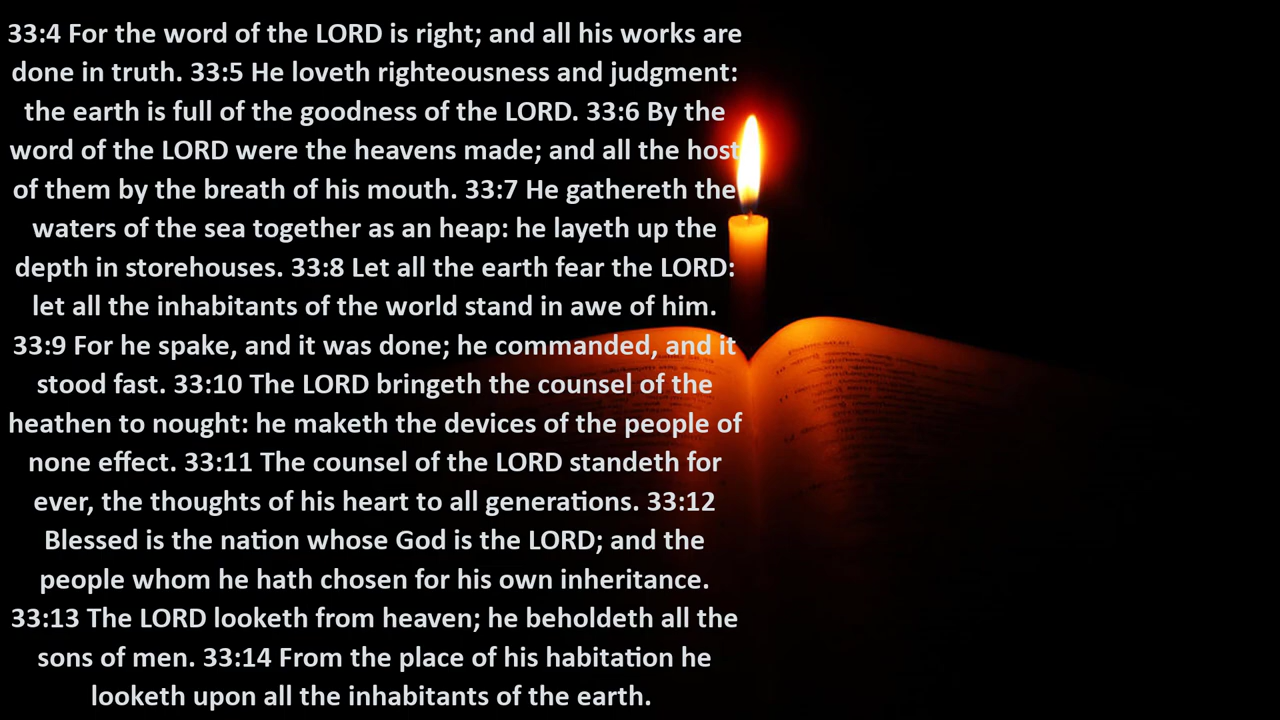 33:4 For the word of the LORD is right; and all his works are
done in truth. 33:5 He loveth righteousness and judgment:
the earth is full of the goodness of the LORD. 33:6 By the
word of the LORD were the heavens made; and all the host
of them by the breath of his mouth. 33:7 He gathereth the
waters of the sea together as an heap: he layeth up the
depth in storehouses. 33:8 Let all the earth fear the LORD:
let all the inhabitants of the world stand in awe of him.
33:9 For he spake, and it was done; he commanded, and it
stood fast. 33:10 The LORD bringeth the counsel of the
heathen to nought: he maketh the devices of the people of
none effect. 33:11 The counsel of the LORD standeth for
ever, the thoughts of his heart to all generations. 33:12
Blessed is the nation whose God is the LORD; and the
people whom he hath chosen for his own inheritance.
33:13 The LORD looketh from heaven; he beholdeth all the
sons of men. 33:14 From the place of his habitation he
looketh upon all the inhabitants of the earth.